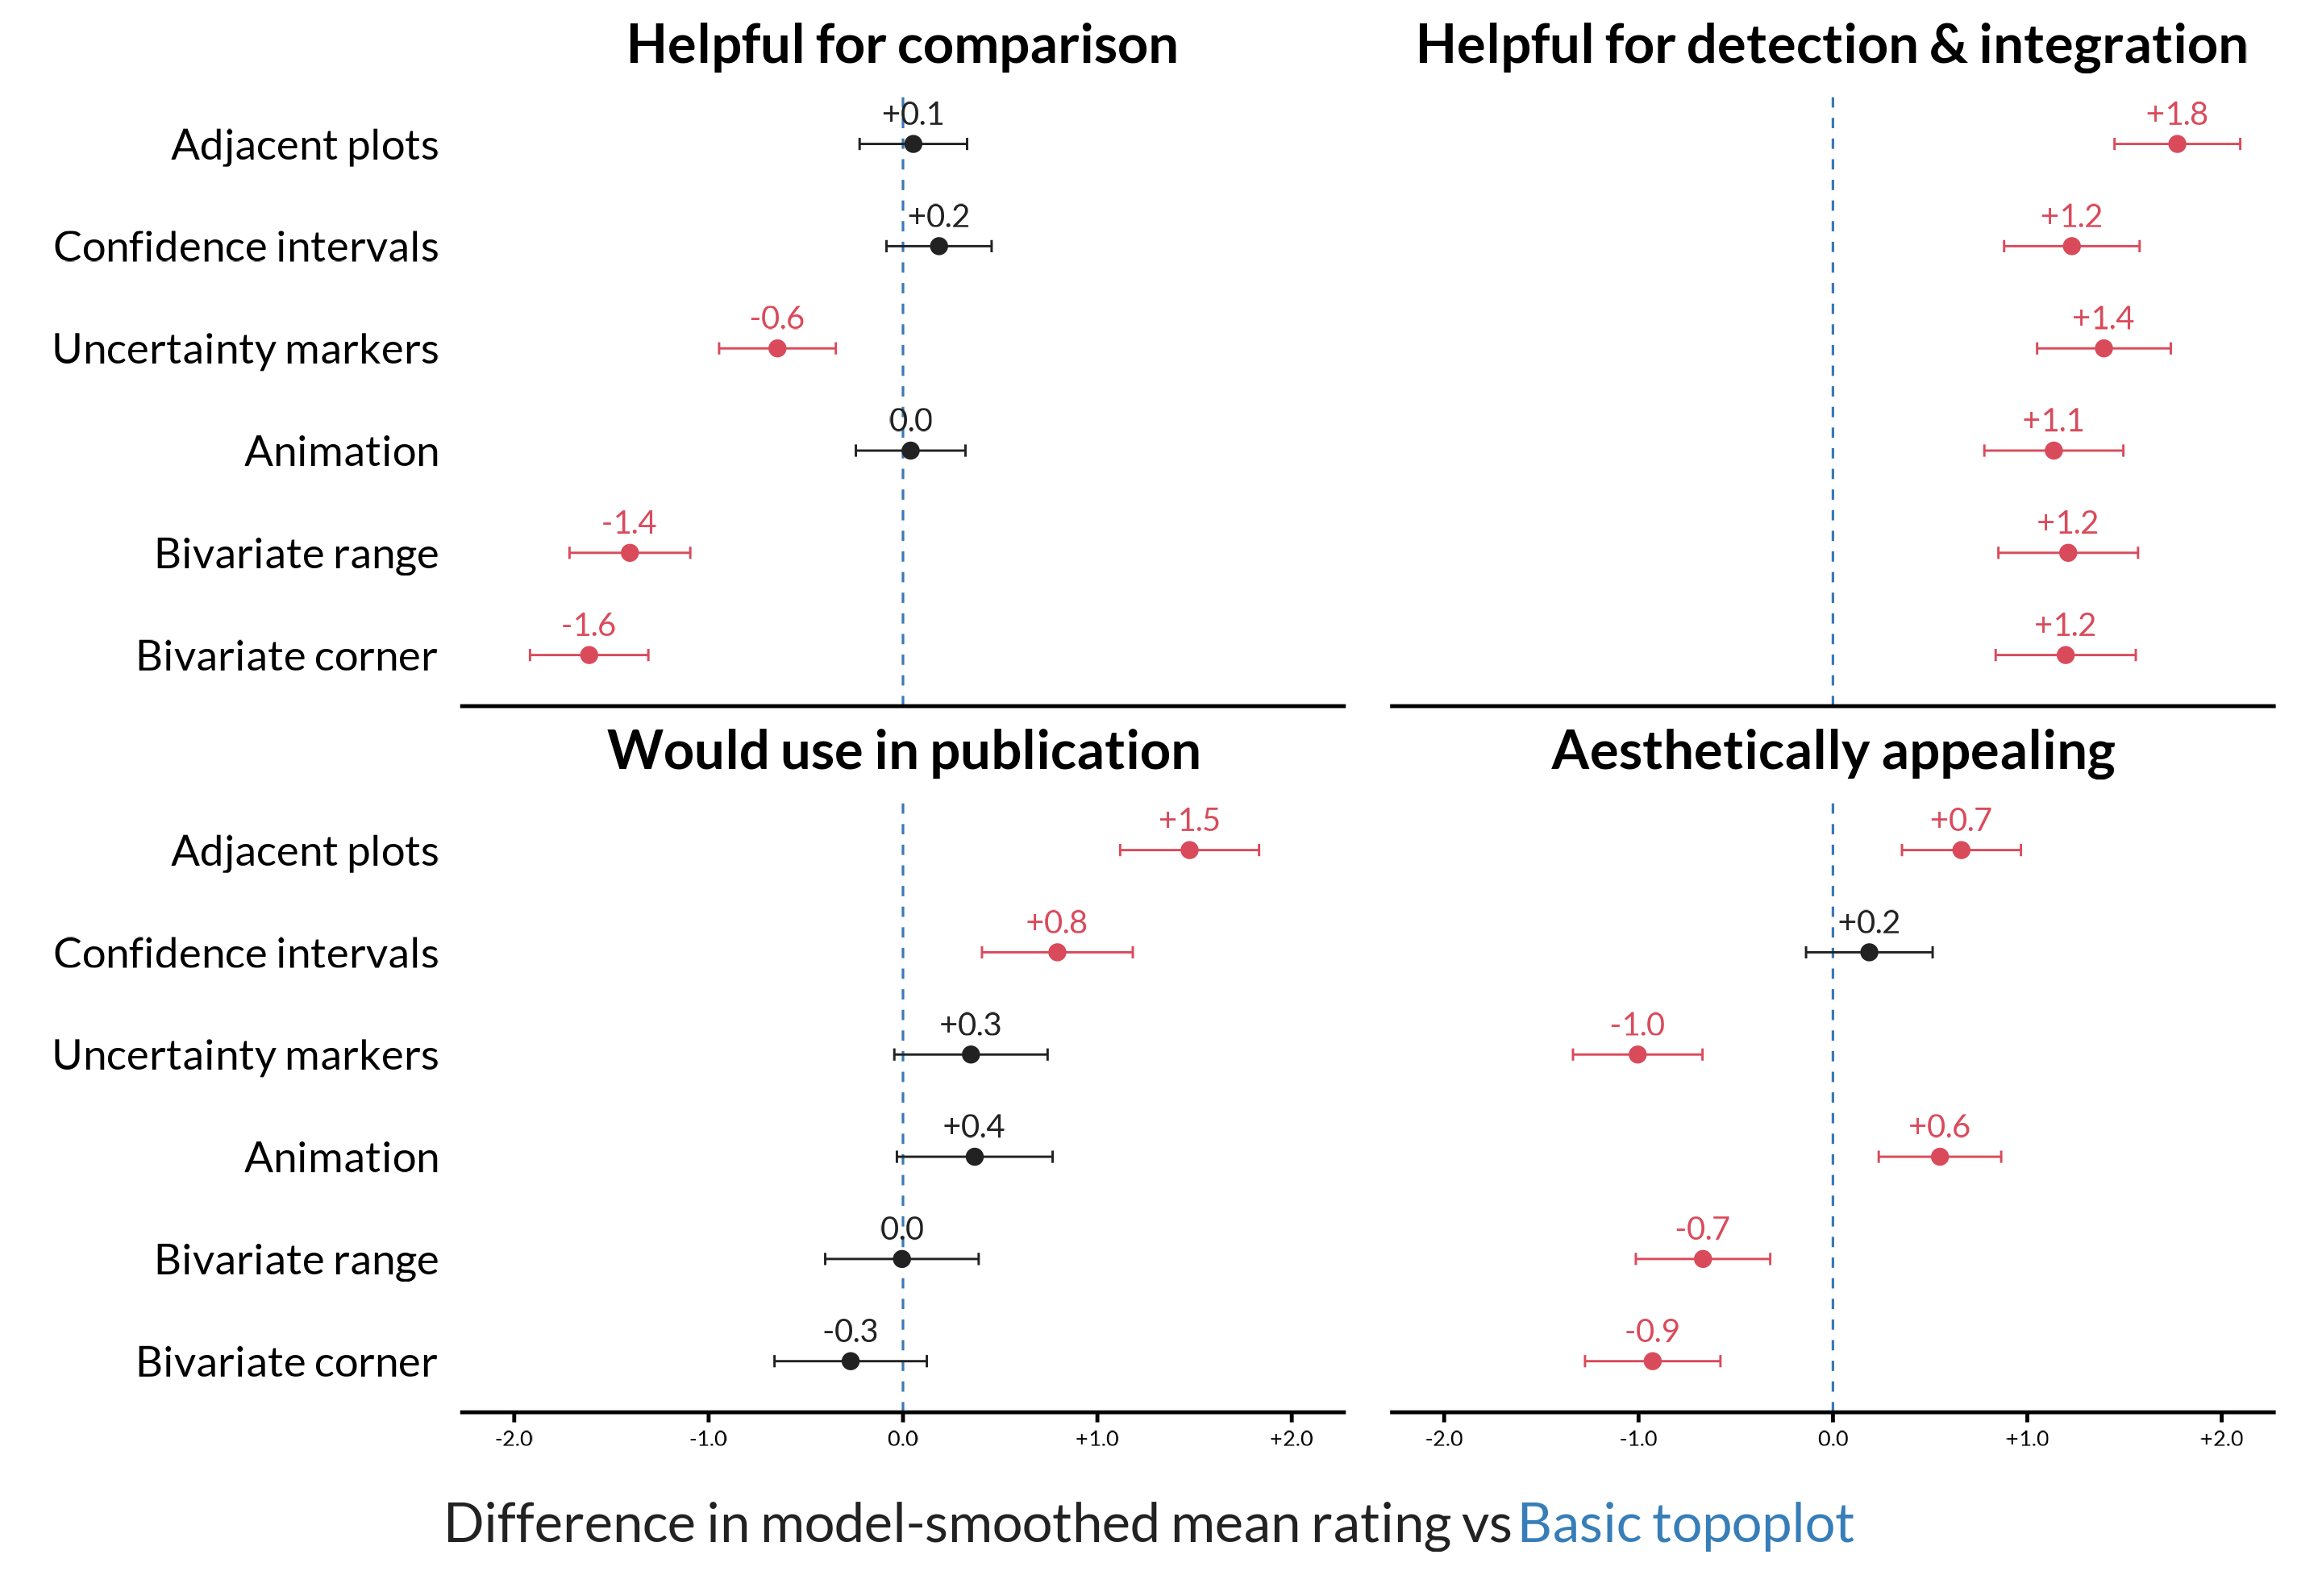 Helpful for comparison
Helpful for detection & integration
Adjacent plots
+0.1
+1.8
Confidence intervals
+0.2
+1.2
Uncertainty markers
-0.6
+1.4
Animation
0.0
+1.1
Bivariate range
-1.4
+1.2
Bivariate corner
-1.6
+1.2
Would use in publication
Aesthetically appealing
Adjacent plots
+1.5
+0.7
Confidence intervals
+0.8
+0.2
Uncertainty markers
+0.3
-1.0
Animation
+0.4
+0.6
Bivariate range
0.0
-0.7
Bivariate corner
-0.3
-0.9
-2.0 -1.0 0.0 +1.0 +2.0
-2.0 -1.0 0.0 +1.0 +2.0
Difference in model-smoothed mean rating vs Basic topoplot